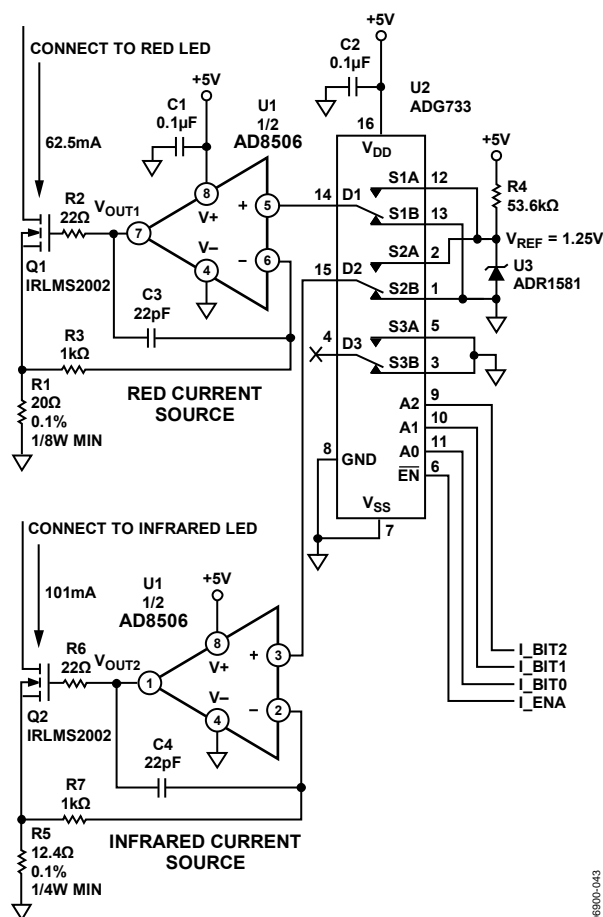 CONNECT TO RED LED
62.5mA
+5V
C1
0.1µF
U1
1/2
AD8506
8
V+
+
5
R2
22Ω
VOUT1
7
V–
4
–
6
Q1
IRLMS2002
C3
22pF
R3
1kΩ
R1
20Ω
0.1%
1/8W MIN
RED CURRENT
SOURCE
C2
0.1µF
+5V
U2
ADG733
16
VDD
14
D1
S1A
12
S1B
13
S2A
2
15
D2
S2B
1
S3A
5
4
D3
S3B
3
A2
9
A1
10
A0
11
8
GND
EN
6
VSS
7
+5V
R4
53.6kΩ
VREF = 1.25V
U3
ADR1581
I_BIT2
I_BIT1
I_BIT0
I_ENA
CONNECT TO INFRARED LED
101mA
U1
1/2
AD8506
+5V
8
V+
+
3
R6
22Ω
VOUT2
1
V–
4
–
2
Q2
IRLMS2002
C4
22pF
R7
1kΩ
R5
12.4Ω
0.1%
1/4W MIN
INFRARED CURRENT
SOURCE